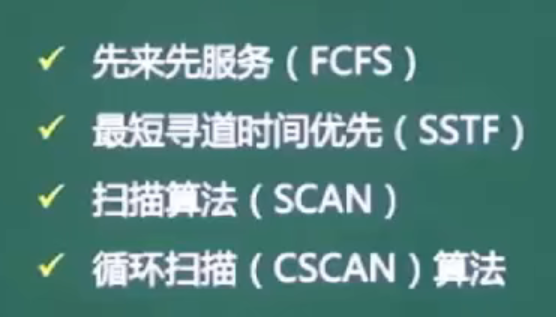 ✓ 先来先服务（FCFS）
✓ 最短寻道时间优先（SSTF）
✓ 扫描算法（SCAN）
✓ 循环扫描（CSCAN）算法